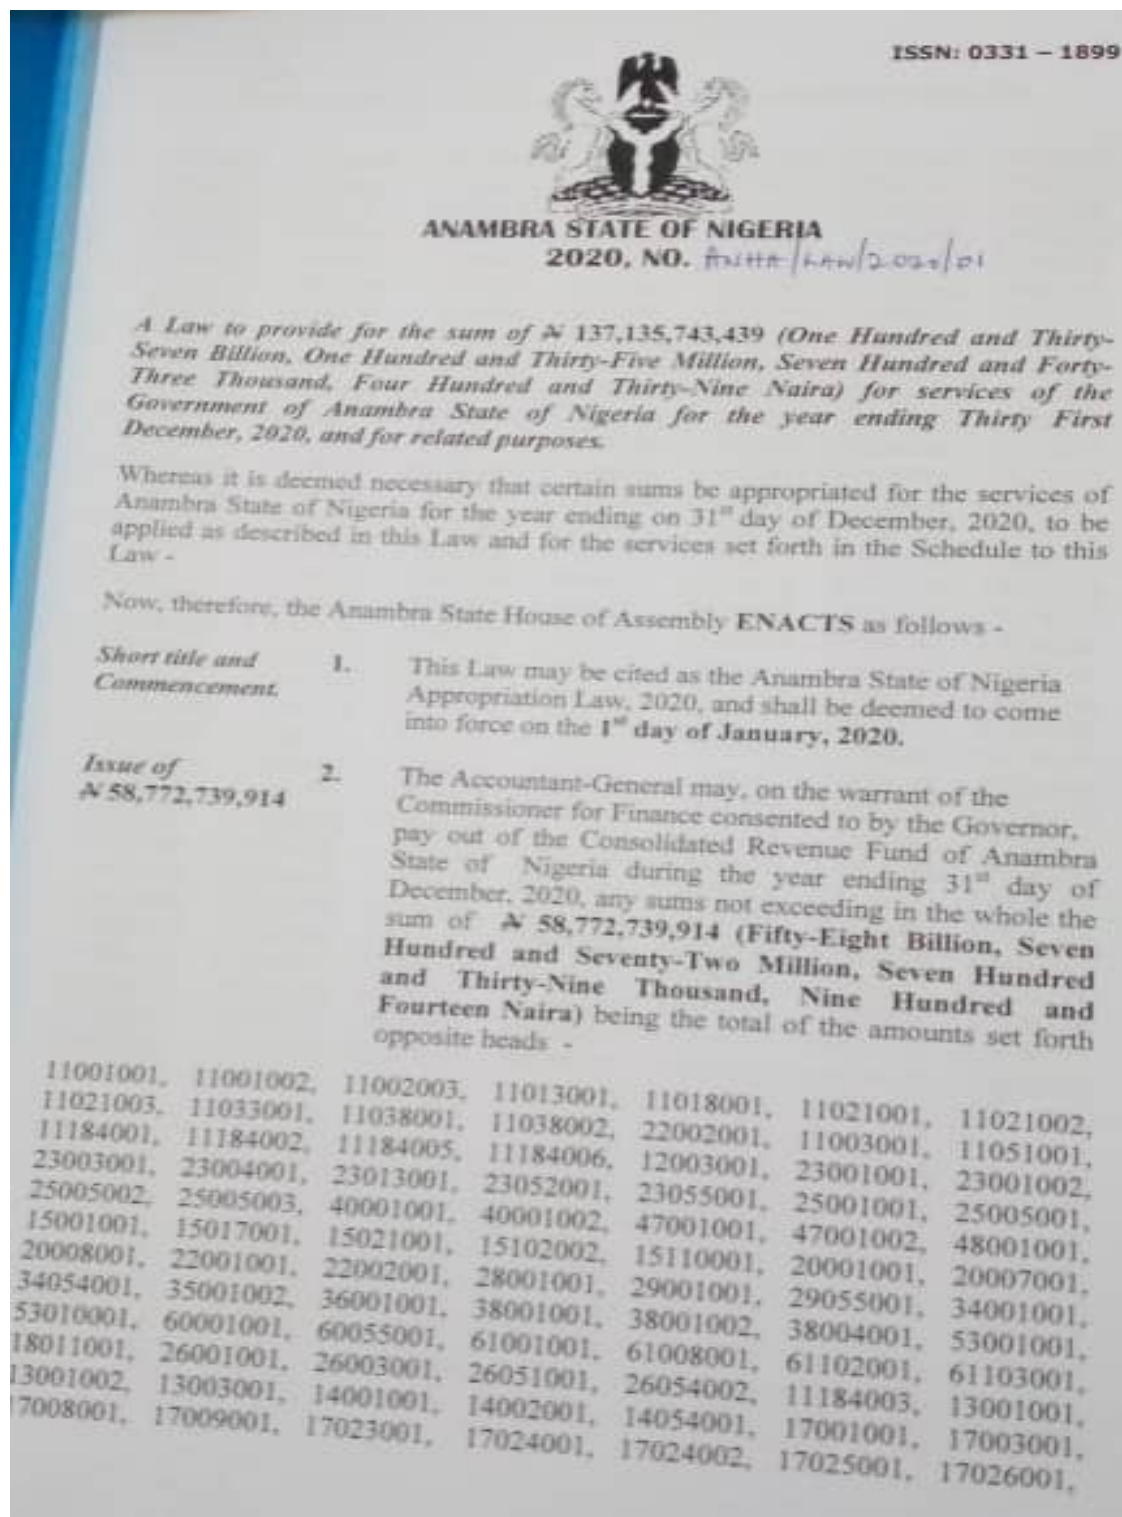 ISSN: 0331 – 1899
ANAMBRA STATE OF NIGERIA
2020, NO. ANHA/LAW/2020/01
A Law to provide for the sum of ₦ 137,135,743,439 (One Hundred and Thirty-
Seven Billion, One Hundred and Thirty-Five Million, Seven Hundred and Forty-
Three Thousand, Four Hundred and Thirty-Nine Naira) for services of the
Government of Anambra State of Nigeria for the year ending Thirty First
December, 2020, and for related purposes.
Whereas it is deemed necessary that certain sums be appropriated for the services of
Anambra State of Nigeria for the year ending on 31st day of December, 2020, to be
applied as described in this Law and for the services set forth in the Schedule to this
Law -
Now, therefore, the Anambra State House of Assembly ENACTS as follows -
Short title and
Commencement.
1. This Law may be cited as the Anambra State of Nigeria
Appropriation Law, 2020, and shall be deemed to come
into force on the 1st day of January, 2020.
Issue of
₦ 58,772,739,914
2. The Accountant-General may, on the warrant of the
Commissioner for Finance consented to by the Governor,
pay out of the Consolidated Revenue Fund of Anambra
State of Nigeria during the year ending 31st day of
December, 2020, any sums not exceeding in the whole the
sum of ₦ 58,772,739,914 (Fifty-Eight Billion, Seven
Hundred and Seventy-Two Million, Seven Hundred
and Thirty-Nine Thousand, Nine Hundred and
Fourteen Naira) being the total of the amounts set forth
opposite heads -
11001001, 11001002, 11002003, 11013001, 11018001, 11021001, 11021002,
11021003, 11033001, 11038001, 11038002, 22002001, 11003001, 11051001,
11184001, 11184002, 11184005, 11184006, 12003001, 23001001, 23001002,
23003001, 23004001, 23013001, 23052001, 23055001, 25001001, 25005001,
25005002, 25005003, 40001001, 40001002, 47001001, 47001002, 48001001,
15001001, 15017001, 15021001, 15102002, 15110001, 20001001, 20007001,
20008001, 22001001, 22002001, 28001001, 29001001, 29055001, 34001001,
34054001, 35001002, 36001001, 38001001, 38001002, 38004001, 53001001,
53010001, 60001001, 60055001, 61001001, 61008001, 61102001, 61103001,
18011001, 26001001, 26003001, 26051001, 26054002, 11184003, 13001001,
13001002, 13003001, 14001001, 14002001, 14054001, 17001001, 17003001,
17008001, 17009001, 17023001, 17024001, 17024002, 17025001, 17026001,